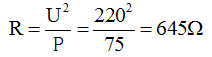 R = U²/P = 220²/75 = 645Ω